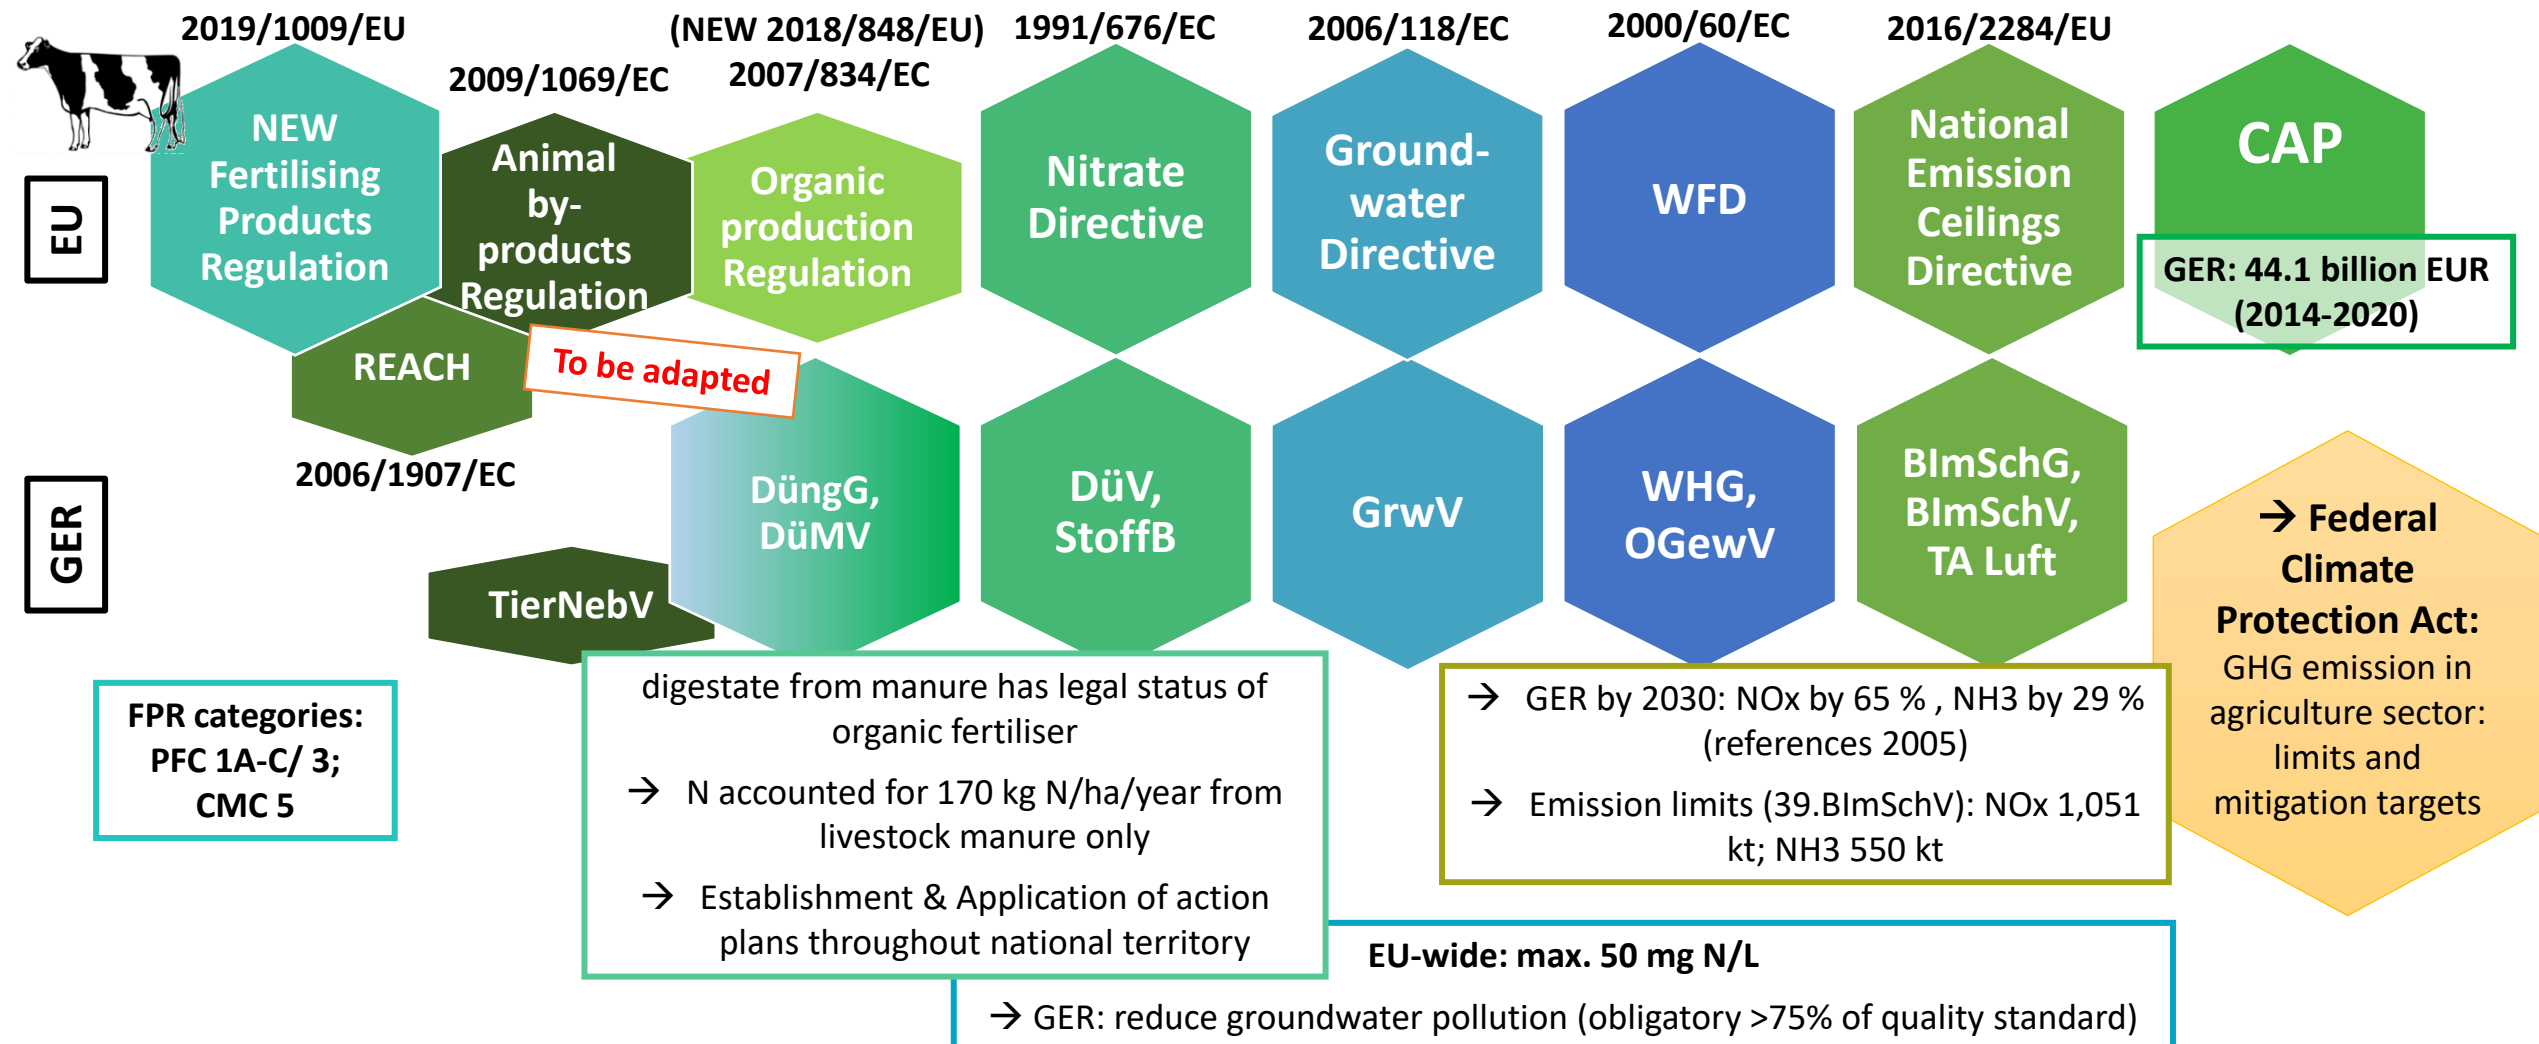 2019/1009/EU
2009/1069/EC
(NEW 2018/848/EU)
2007/834/EC
1991/676/EC
2006/118/EC
2000/60/EC
2016/2284/EU
EU
NEW
Fertilising
Products
Regulation
Animal
by-
products
Regulation
Organic
production
Regulation
Nitrate
Directive
Ground-
water
Directive
WFD
National
Emission
Ceilings
Directive
CAP
GER: 44.1 billion EUR
(2014-2020)
REACH
2006/1907/EC
To be adapted
GER
TierNebV
DüngG,
DüMV
DüV,
StoffB
GrwV
WHG,
OGewV
BImSchG,
BImSchV,
TA Luft
→ Federal
Climate
Protection Act:
GHG emission in
agriculture sector:
limits and
mitigation targets
FPR categories:
PFC 1A-C/ 3;
CMC 5
digestate from manure has legal status of
organic fertiliser
→ N accounted for 170 kg N/ha/year from
livestock manure only
→ Establishment & Application of action
plans throughout national territory
→ GER by 2030: NOx by 65 % , NH3 by 29 %
(references 2005)
→ Emission limits (39.BImSchV): NOx 1,051
kt; NH3 550 kt
EU-wide: max. 50 mg N/L
→ GER: reduce groundwater pollution (obligatory >75% of quality standard)